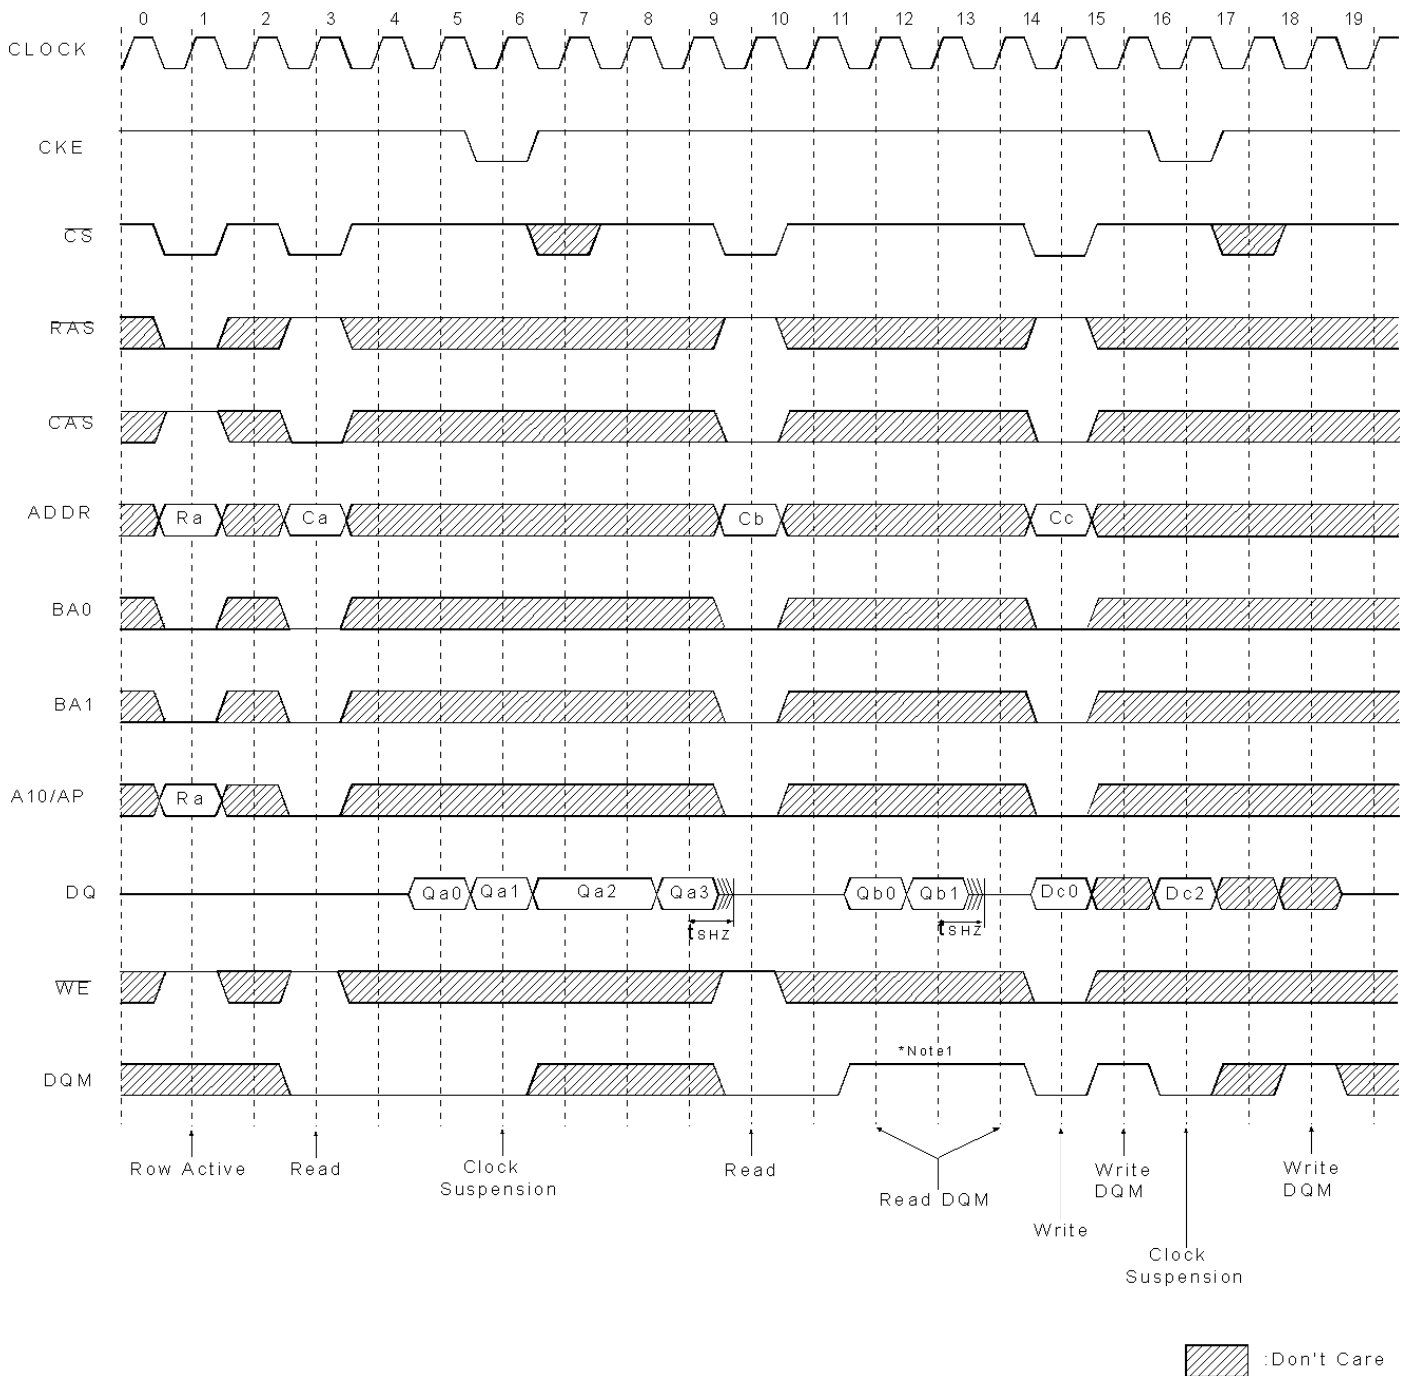 0 1 2 3 4 5 6 7 8 9 10 11 12 13 14 15 16 17 18 19
CLOCK
CKE
CS
RAS
CAS
ADDR Ra Ca Cb Cc
BA0
BA1
A10/AP Ra
DQ Qa0 Qa1 Qa2 Qa3 Qb0 Qb1 Dc0 Dc2
tSHZ tSHZ
WE
*Note1
DQM
Row Active Read Clock Suspension Read Read DQM Write Write DQM Clock Suspension Write DQM
:Don't Care